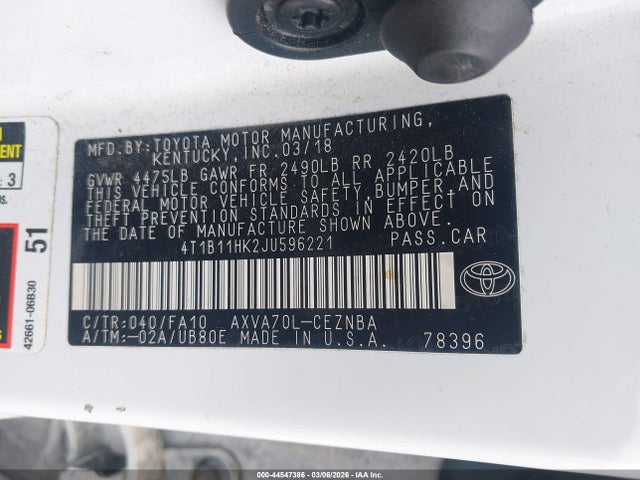 MFD.BY:TOYOTA MOTOR MANUFACTURING,
KENTUCKY,INC.03/18
GVWR 4475LB GAWR FR 2490LB RR 2420LB
THIS VEHICLE CONFORMS TO ALL APPLICABLE
FEDERAL MOTOR VEHICLE SAFETY,BUMPER,AND
THEFT PREVENTION STANDARDS IN EFFECT ON
THE DATE OF MANUFACTURE SHOWN ABOVE.
4T1B11HK2JU596221 PASS.CAR
C/TR:040/FA10 AXVA70L-CEZNBA
A/TM:-02A/UB80E MADE IN U.S.A. 78396
3
51
42661-06B30
000-44547386 - 03/06/2026 - IAA